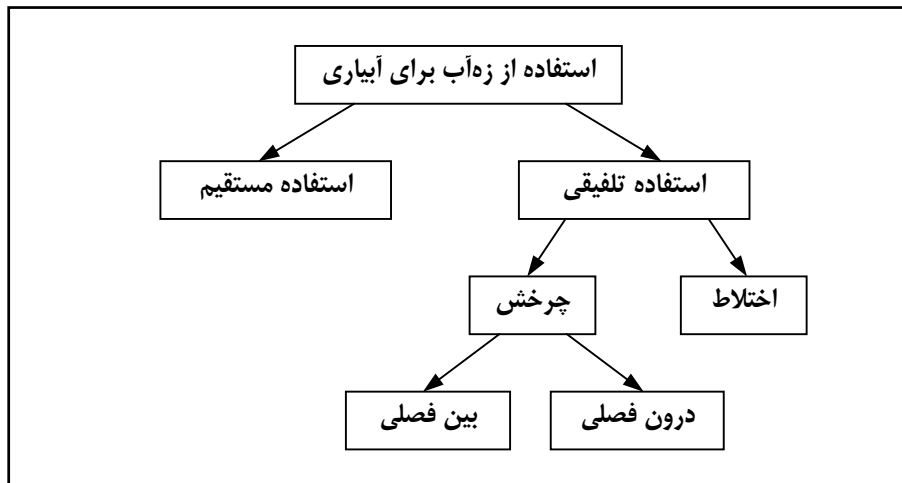 استفاده از زه‌آب برای آبیاری
استفاده تلفیقی
استفاده مستقیم
اختلاط
چرخش
درون فصلی
بین فصلی